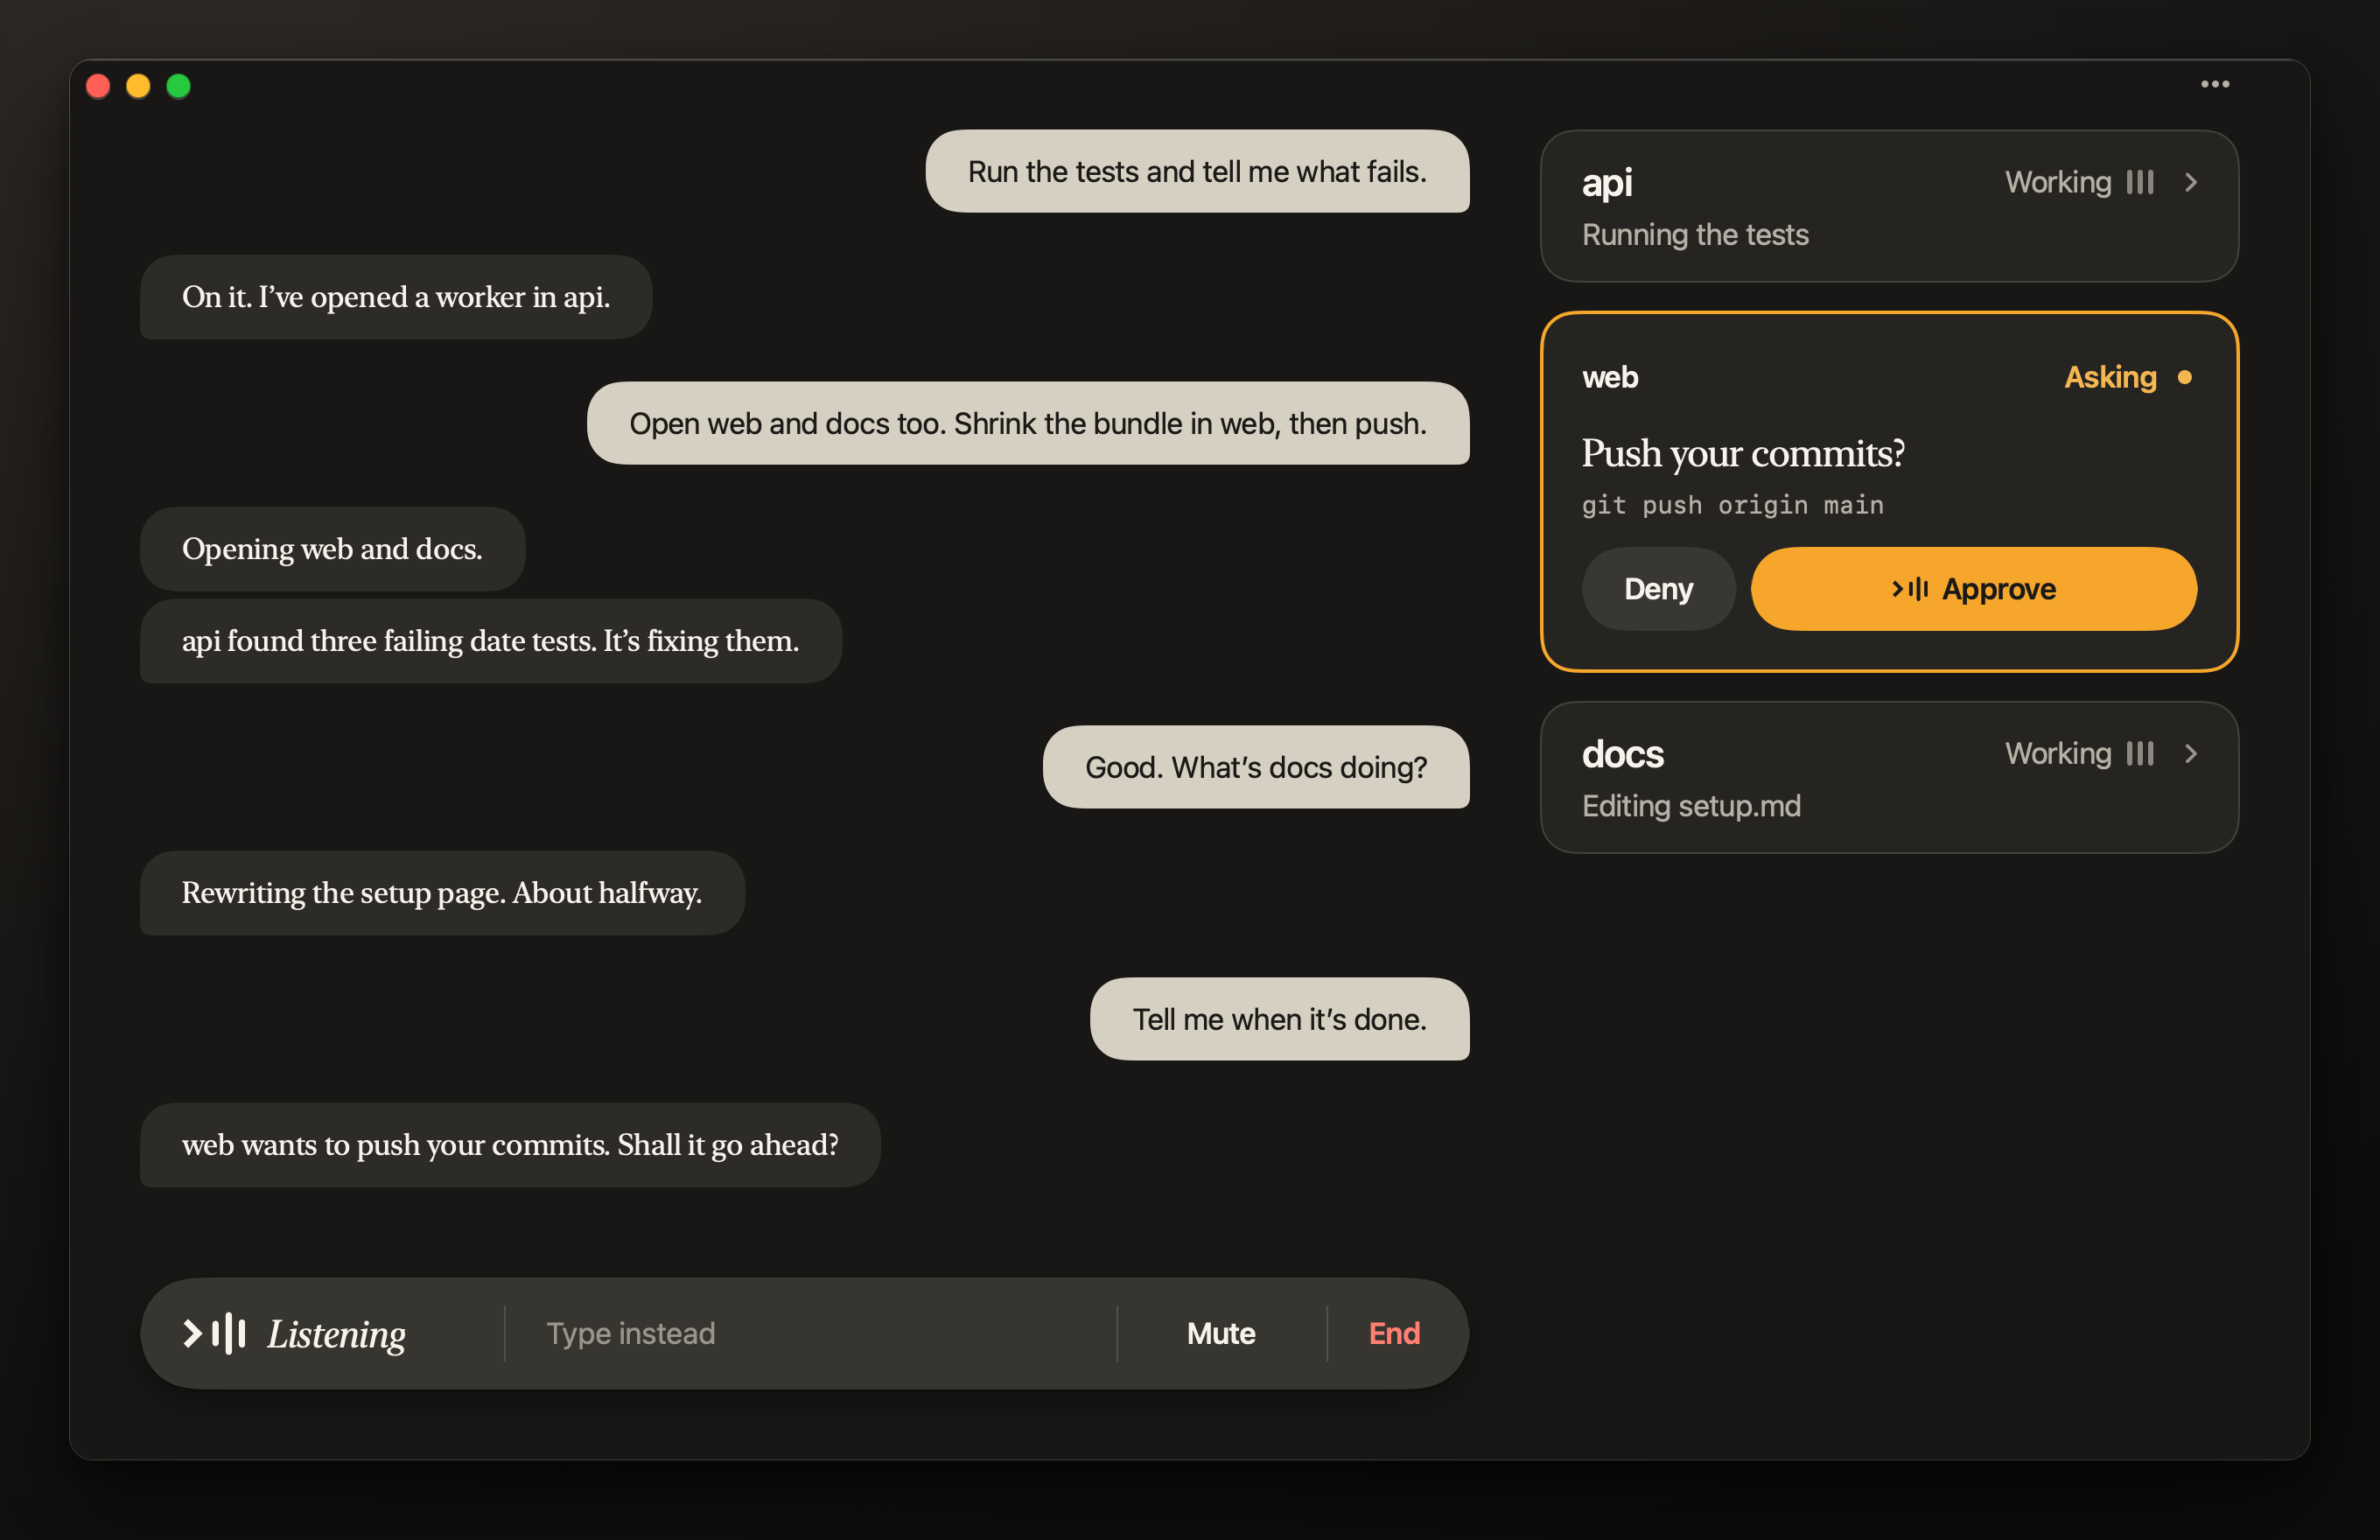 Run the tests and tell me what fails.
On it. I’ve opened a worker in api.
Open web and docs too. Shrink the bundle in web, then push.
Opening web and docs.
api found three failing date tests. It’s fixing them.
Good. What’s docs doing?
Rewriting the setup page. About halfway.
Tell me when it’s done.
web wants to push your commits. Shall it go ahead?
Listening
Type instead
Mute
End
api
Working
Running the tests
web
Asking
Push your commits?
git push origin main
Deny
Approve
docs
Working
Editing setup.md